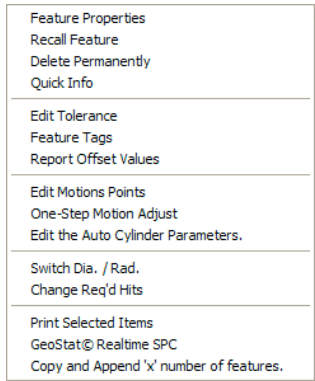 Feature Properties
Recall Feature
Delete Permanently
Quick Info
Edit Tolerance
Feature Tags
Report Offset Values
Edit Motions Points
One-Step Motion Adjust
Edit the Auto Cylinder Parameters.
Switch Dia. / Rad.
Change Req'd Hits
Print Selected Items
GeoStat© Realtime SPC
Copy and Append 'x' number of features.